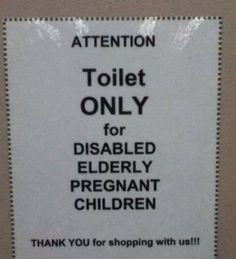 ATTENTION
Toilet
ONLY
for
DISABLED
ELDERLY
PREGNANT
CHILDREN
THANK YOU for shopping with us!!!